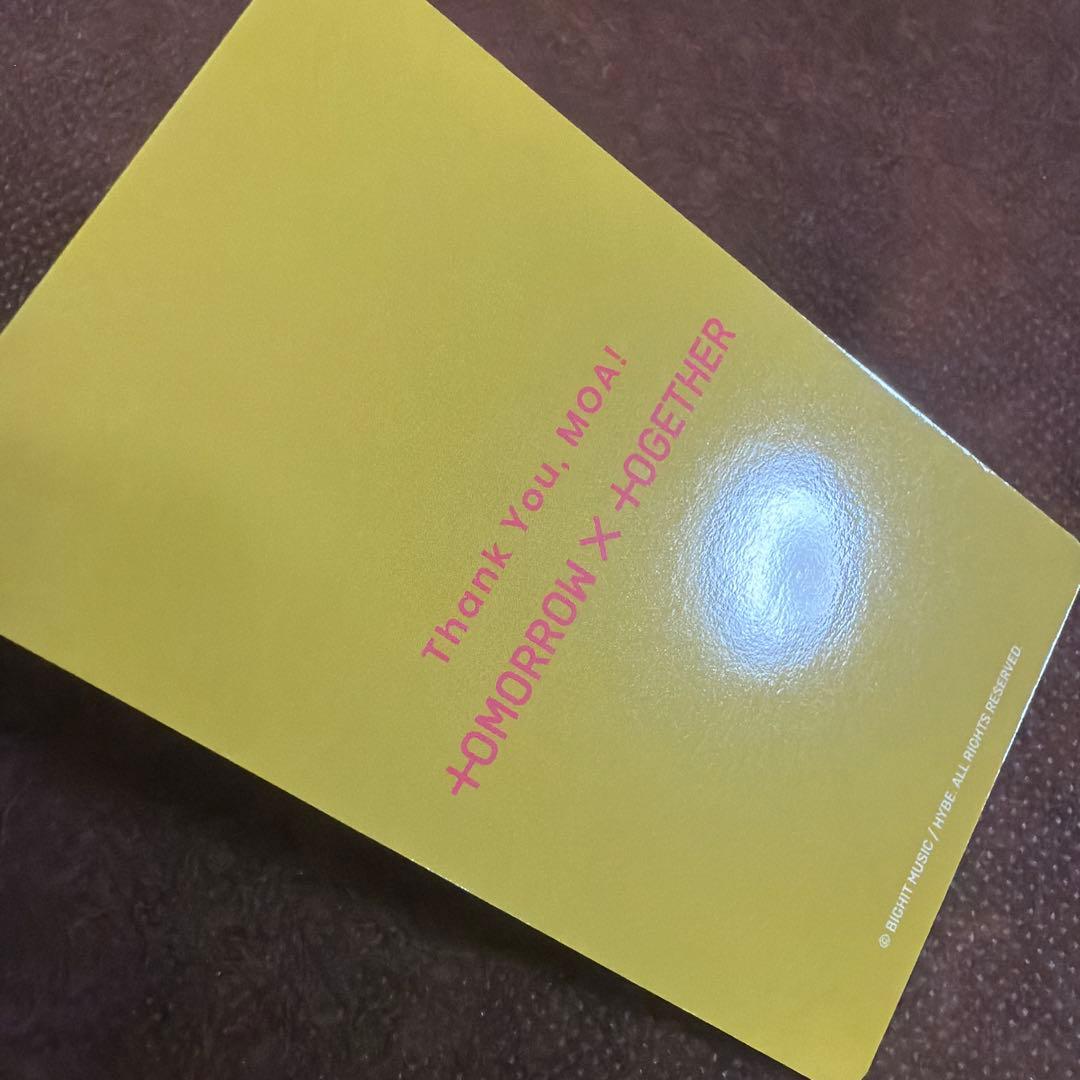 Thank You, MOA!
TOMORROW X TOGETHER
© BIGHIT MUSIC / HYBE. ALL RIGHTS RESERVED.